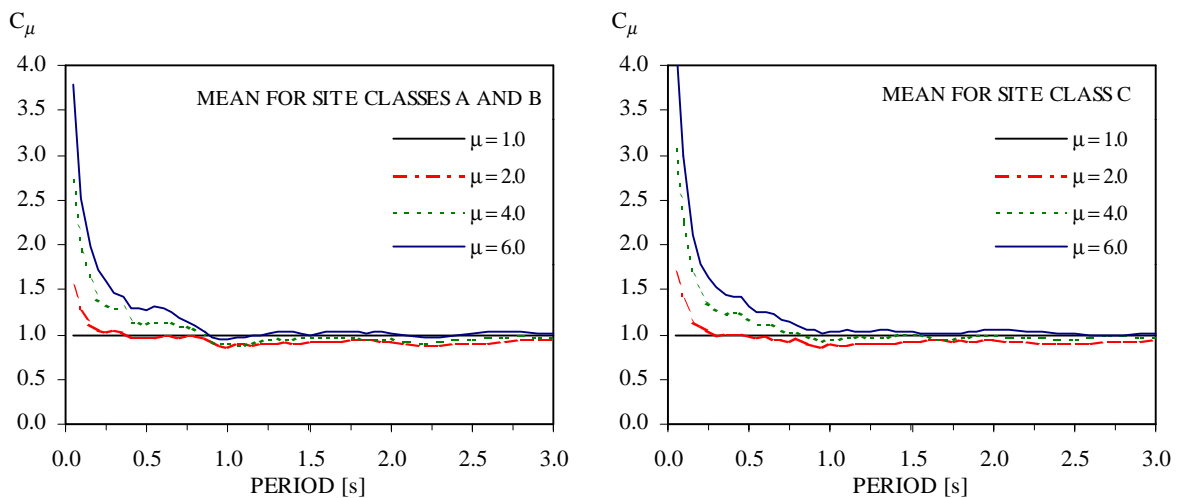 Cμ
4.0
3.5
3.0
2.5
2.0
1.5
1.0
0.5
0.0
MEAN FOR SITE CLASSES A AND B
μ = 1.0
μ = 2.0
μ = 4.0
μ = 6.0
0.0 0.5 1.0 1.5 2.0 2.5 3.0
PERIOD [s]
Cμ
4.0
3.5
3.0
2.5
2.0
1.5
1.0
0.5
0.0
MEAN FOR SITE CLASS C
μ = 1.0
μ = 2.0
μ = 4.0
μ = 6.0
0.0 0.5 1.0 1.5 2.0 2.5 3.0
PERIOD [s]